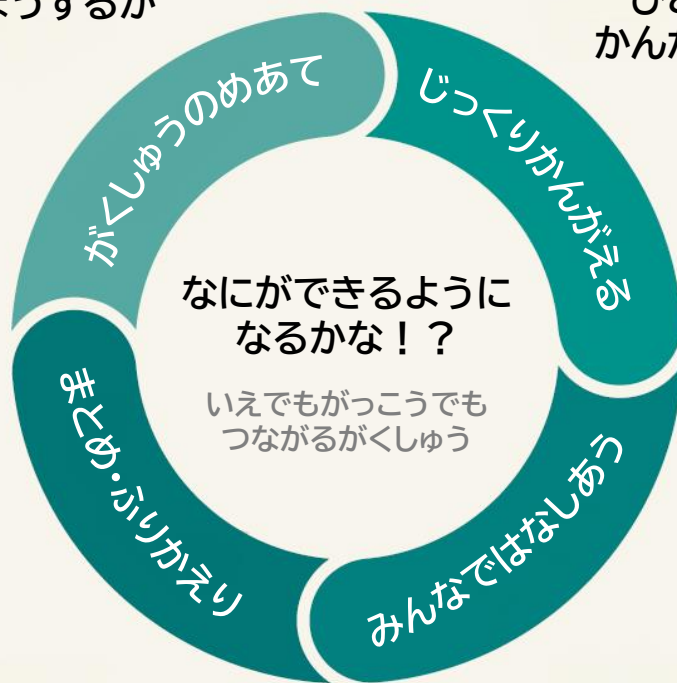 ようするか
かん
がくしゅうのめあて
じっくりかんがえる
みんなではなしあう
まとめ・ふりかえり
なにができるように
なるかな！？
いえでもがっこうでも
つながるがくしゅう